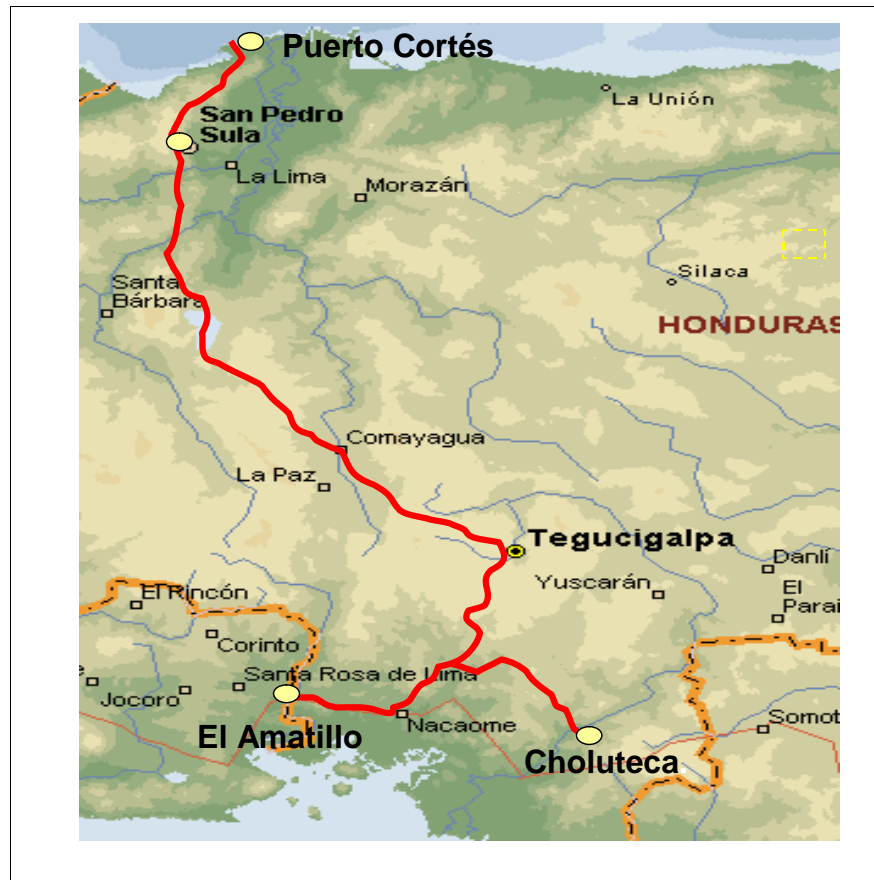 Puerto Cortés
La Unión
San Pedro
Sula
La Lima
Morazán
Silaca
Santa
Bárbara
HONDURAS
Comayagua
La Paz
Tegucigalpa
Danlí
Yuscarán
El
Parai
El Rincón
Corinto
Santa Rosa de Lima
Jocoro
Nacaome
Somot
El Amatillo
Choluteca